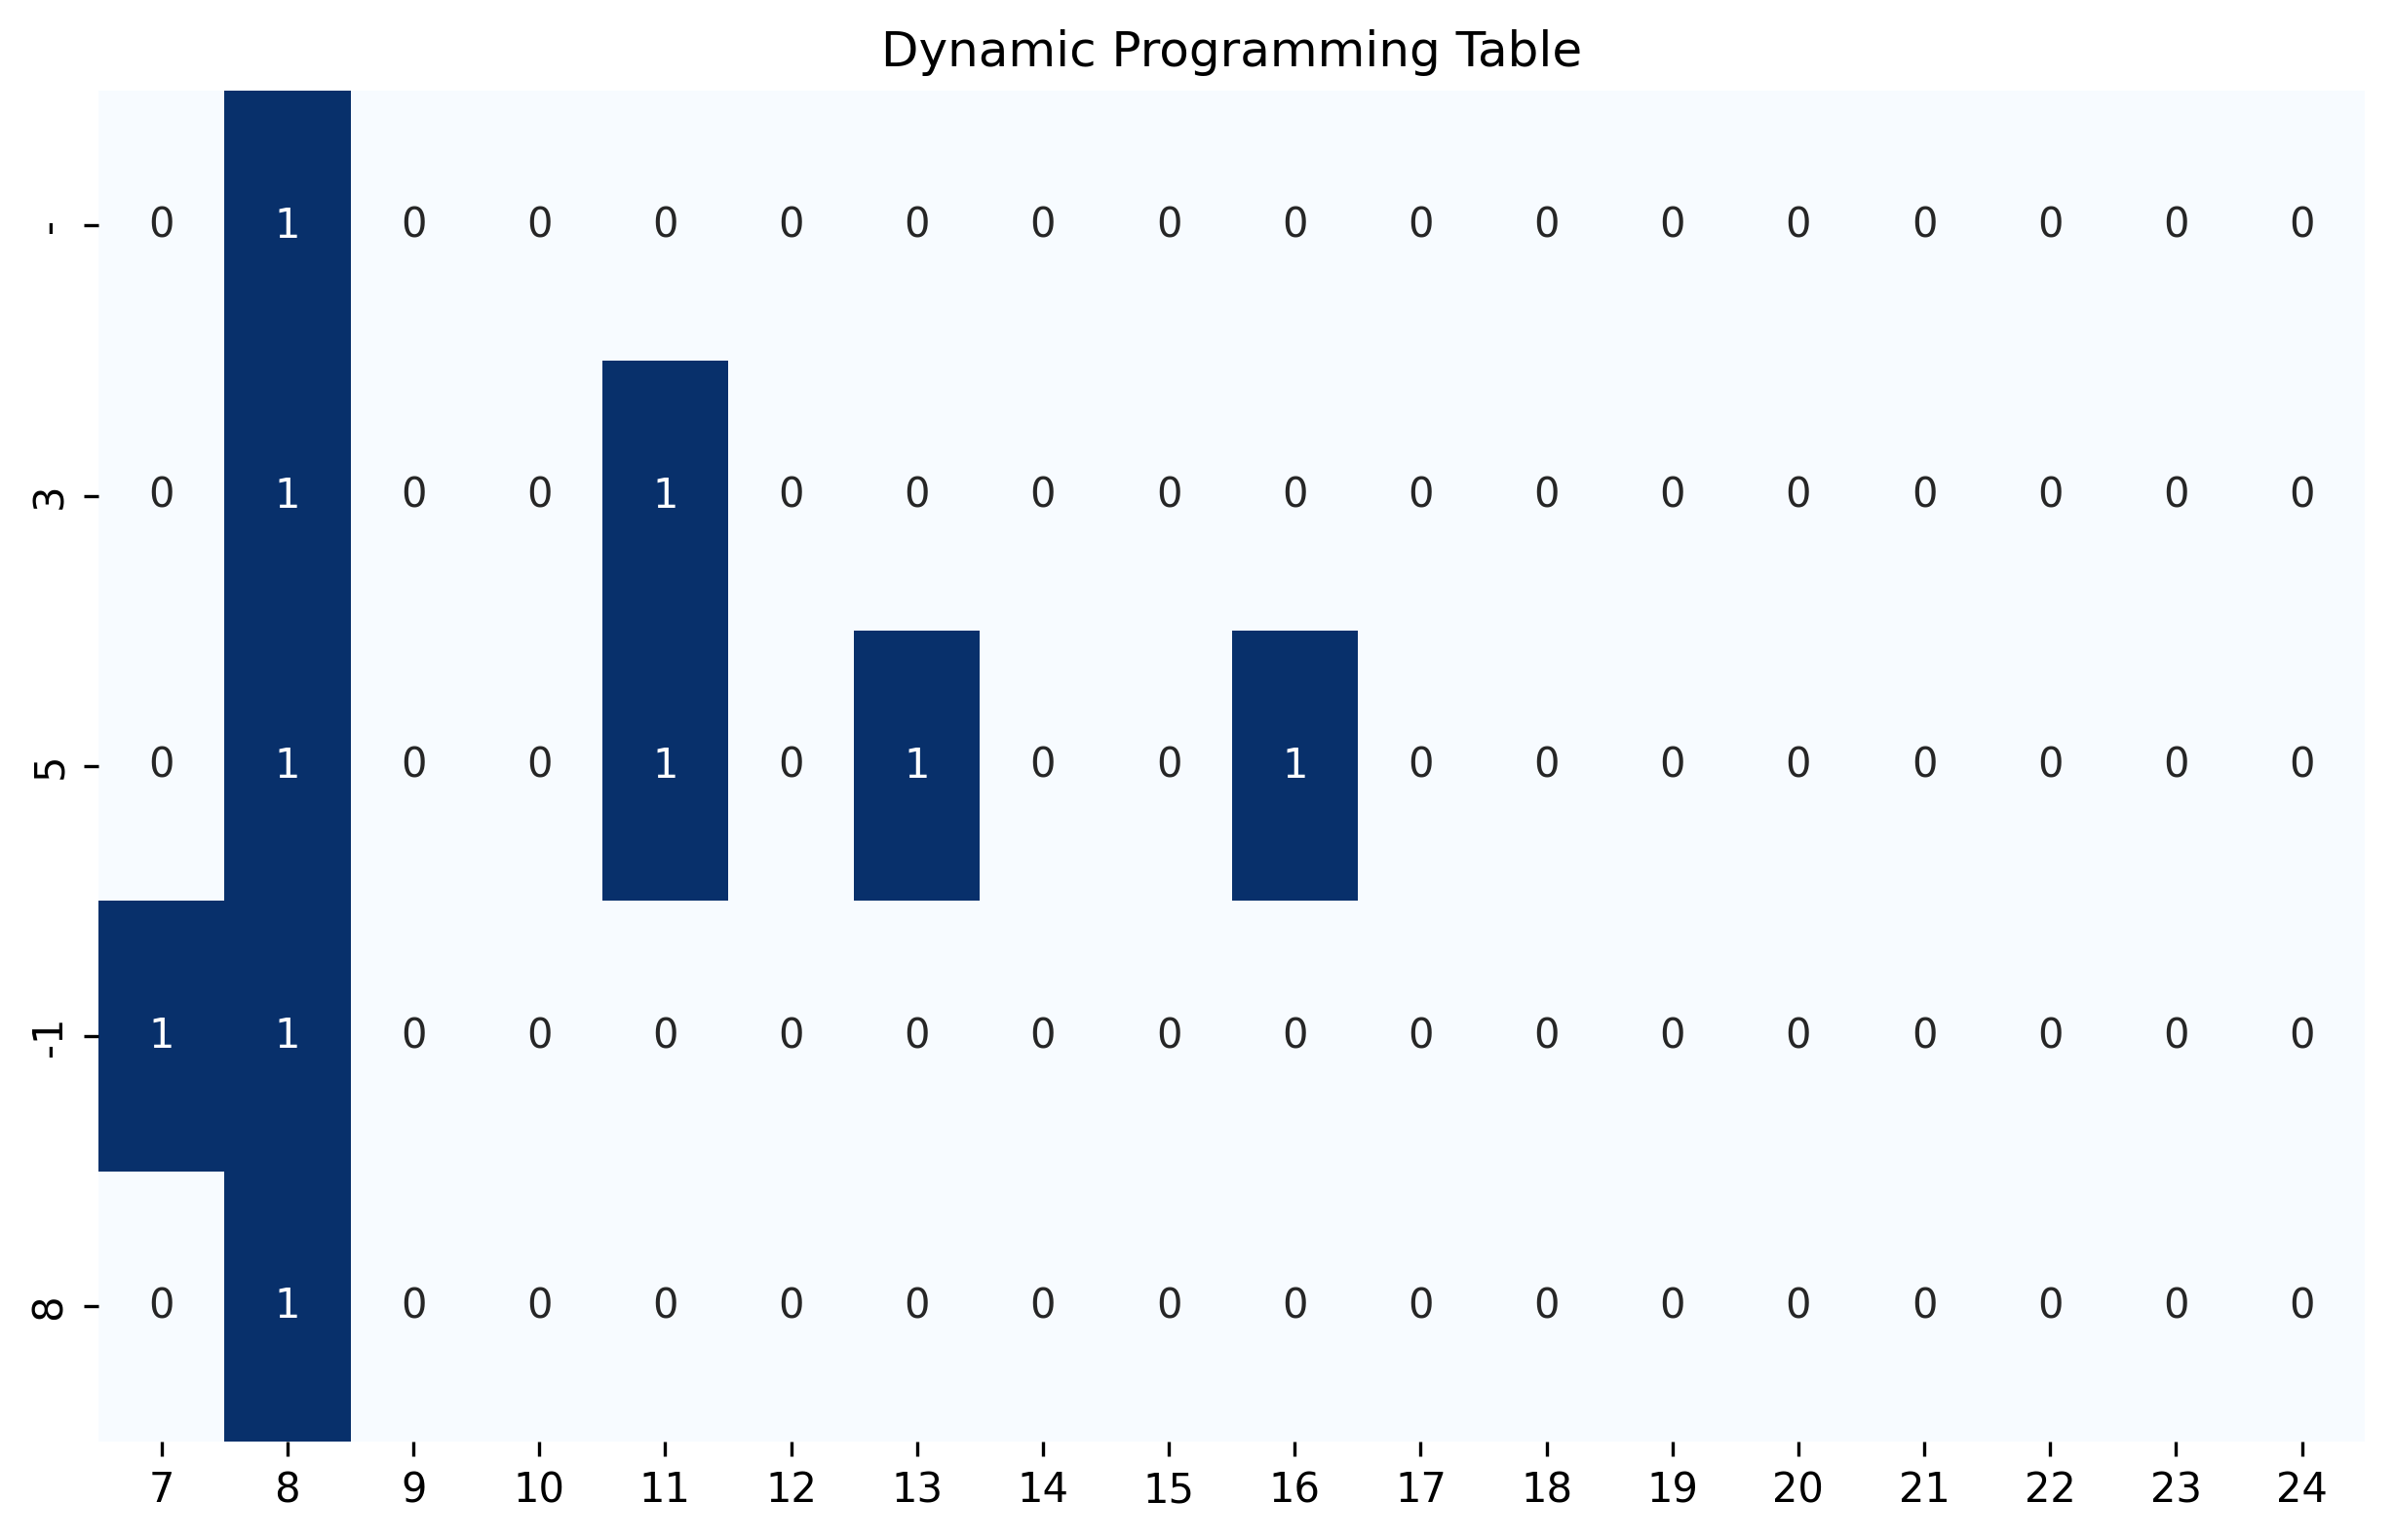 Dynamic Programming Table
- 0 1 0 0 0 0 0 0 0 0 0 0 0 0 0 0 0 0
3 0 1 0 0 1 0 0 0 0 0 0 0 0 0 0 0 0 0
5 0 1 0 0 1 0 1 0 0 1 0 0 0 0 0 0 0 0
-1 1 1 0 0 0 0 0 0 0 0 0 0 0 0 0 0 0 0
8 0 1 0 0 0 0 0 0 0 0 0 0 0 0 0 0 0 0
7 8 9 10 11 12 13 14 15 16 17 18 19 20 21 22 23 24